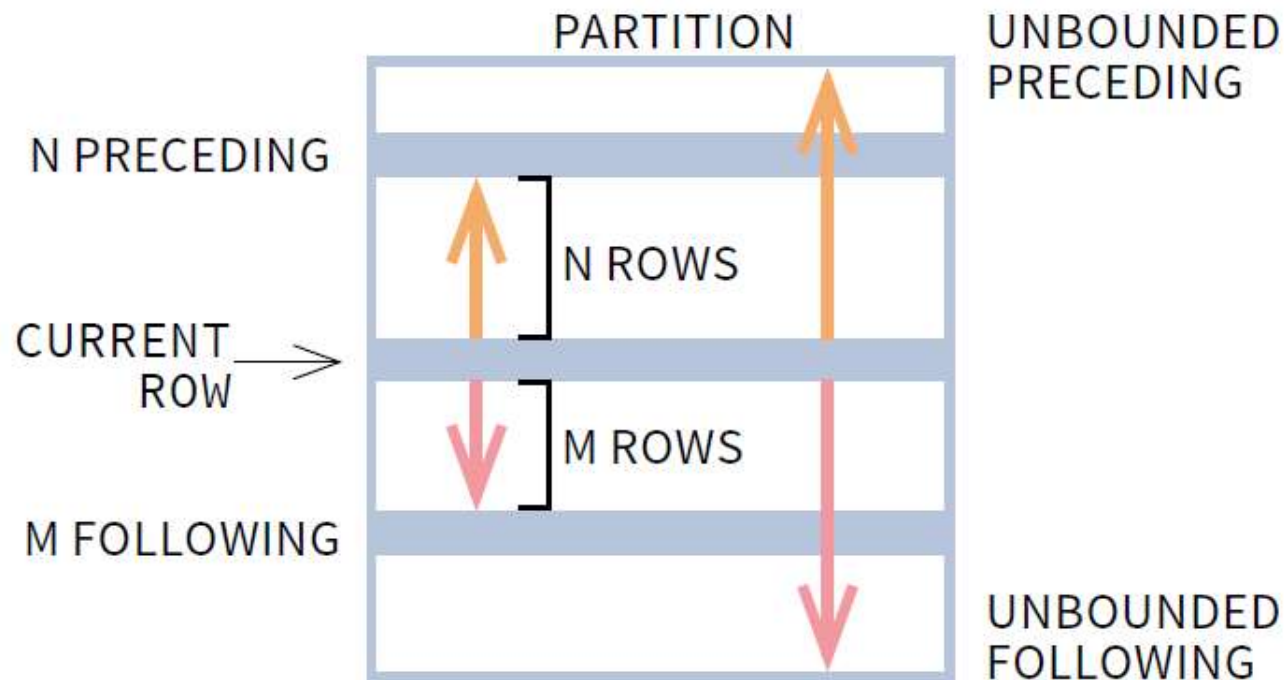 PARTITION
UNBOUNDED
PRECEDING
N PRECEDING
N ROWS
CURRENT
ROW
M ROWS
M FOLLOWING
UNBOUNDED
FOLLOWING